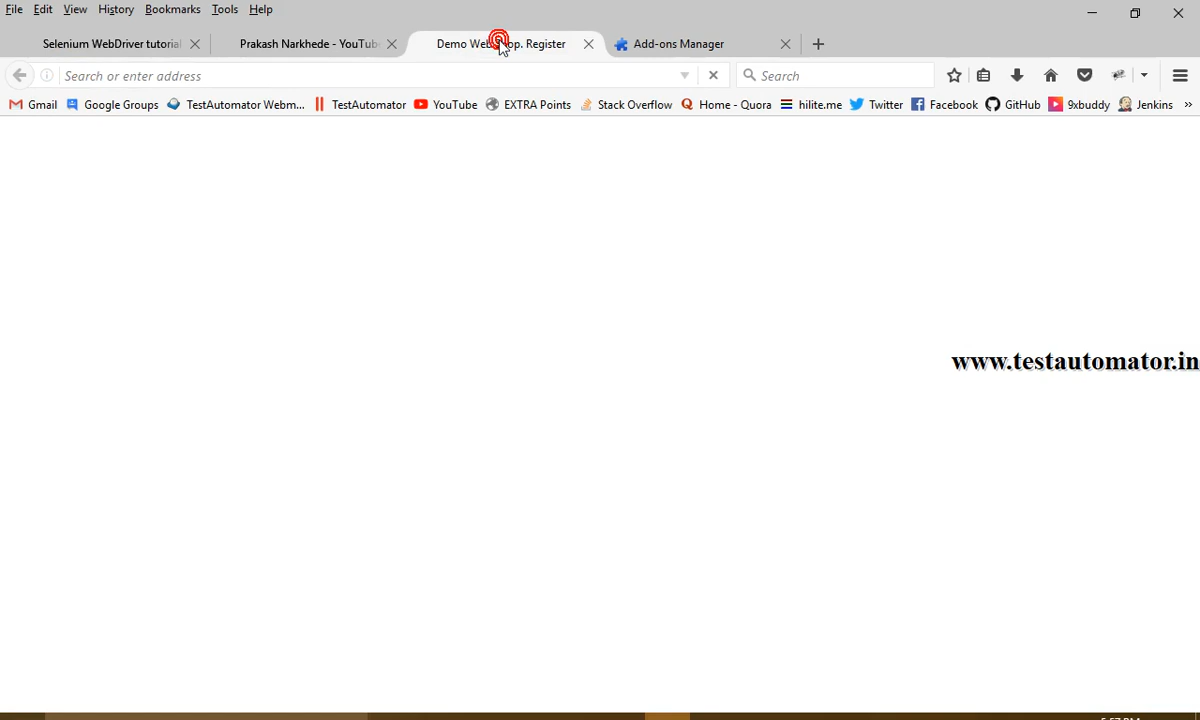 File Edit View History Bookmarks Tools Help
Selenium WebDriver tutorial Prakash Narkhede - YouTube Demo Web Shop. Register Add-ons Manager
Search or enter address Search
Gmail Google Groups TestAutomator Webm... TestAutomator YouTube EXTRA Points Stack Overflow Home - Quora hilite.me Twitter Facebook GitHub 9xbuddy Jenkins »
www.testautomator.in